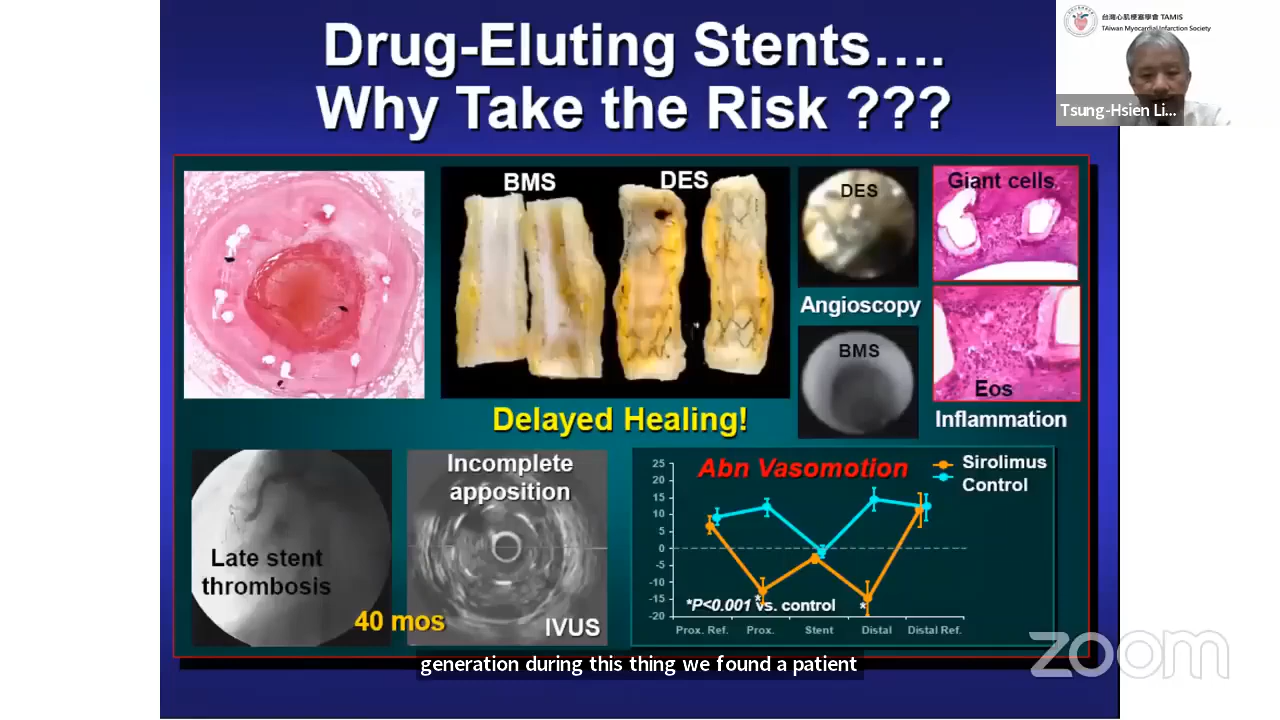 Drug-Eluting Stents….
Why Take the Risk ???
台灣心肌梗塞學會 TAMIS
TAiwan Myocardial Infarction Society
Tsung-Hsien Li...
BMS
DES
DES
Angioscopy
BMS
Giant cells
Eos
Inflammation
Delayed Healing!
Late stent
thrombosis
40 mos
Incomplete
apposition
IVUS
Abn Vasomotion
Sirolimus
Control
25
20
15
10
5
0
-5
-10
-15
-20
*P<0.001 vs. control
*
*
Prox. Ref.
Prox.
Stent
Distal
Distal Ref.
generation during this thing we found a patient
zoom